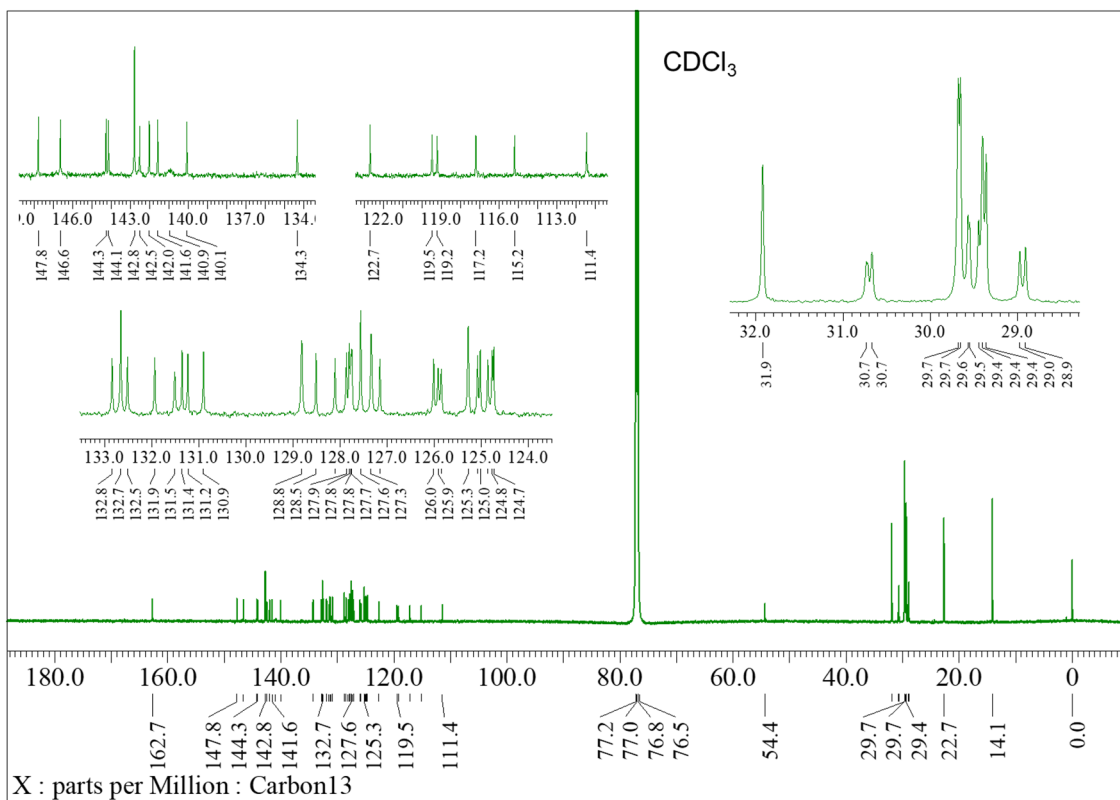 CDCl3
9.0 146.0 143.0 140.0 137.0 134.0
147.8 146.6 144.3 144.1 142.8 142.5 142.0 141.6 140.9 140.1 134.3
122.0 119.0 116.0 113.0
122.7 119.5 119.2 117.2 115.2 111.4
32.0 31.0 30.0 29.0
31.9 30.7 30.7 29.7 29.7 29.6 29.5 29.4 29.4 29.4 29.0 28.9
133.0 132.0 131.0 130.0 129.0 128.0 127.0 126.0 125.0 124.0
132.8 132.7 132.5 131.9 131.5 131.4 131.2 130.9 128.8 128.5 127.9 127.8 127.8 127.7 127.6 127.3 126.0 125.9 125.3 125.0 124.8 124.7
180.0 160.0 140.0 120.0 100.0 80.0 60.0 40.0 20.0 0
162.7 147.8 144.3 142.8 141.6 132.7 127.6 125.3 119.5 111.4 77.2 77.0 76.8 76.5 54.4 29.7 29.7 29.4 22.7 14.1 0.0
X : parts per Million : Carbon13